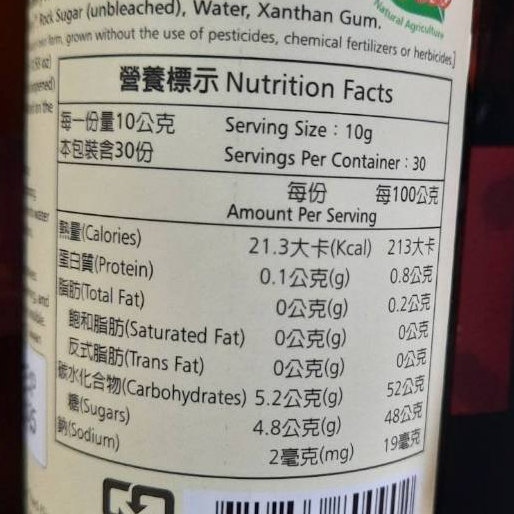 Rock Sugar (unbleached), Water, Xanthan Gum.
Natural Agriculture
farm, grown without the use of pesticides, chemical fertilizers or herbicides.]
營養標示 Nutrition Facts
每一份量10公克 Serving Size：10g
本包裝含30份 Servings Per Container：30
每份 每100公克
Amount Per Serving
熱量(Calories) 21.3大卡(Kcal) 213大卡
蛋白質(Protein) 0.1公克(g) 0.8公克
脂肪(Total Fat) 0公克(g) 0.2公克
飽和脂肪(Saturated Fat) 0公克(g) 0公克
反式脂肪(Trans Fat) 0公克(g) 0公克
碳水化合物(Carbohydrates) 5.2公克(g) 52公克
糖(Sugars) 4.8公克(g) 48公克
鈉(Sodium) 2毫克(mg) 19毫克